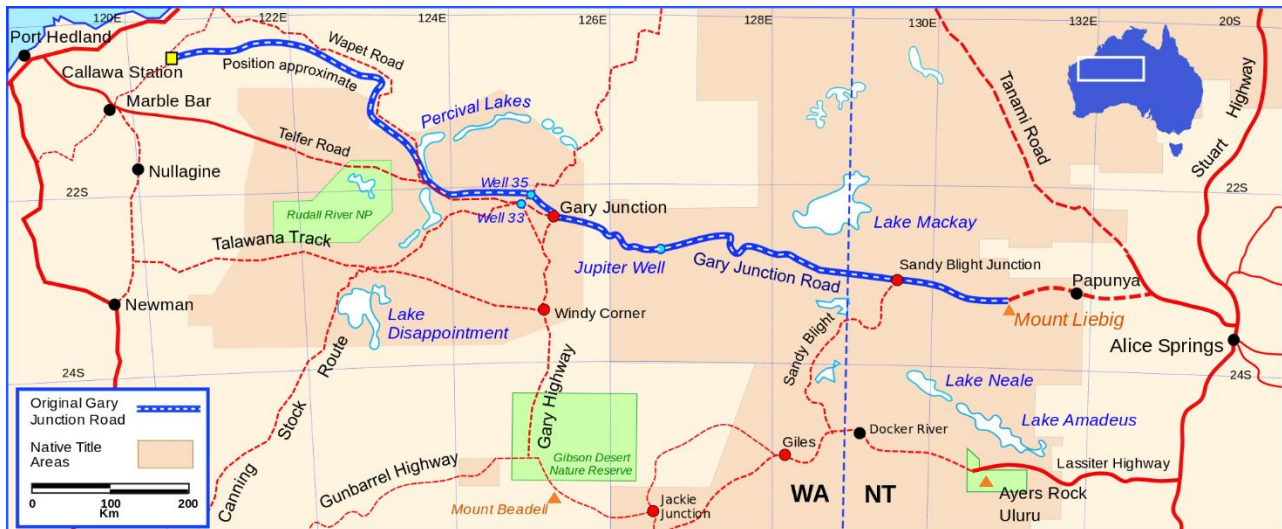 120E
122E
124E
126E
128E
130E
132E
20S
Port Hedland
Wapet Road
Position approximate
Callawa Station
Marble Bar
Percival Lakes
Telfer Road
Tanami Road
Stuart
Highway
Nullagine
22S
Well 35
22S
Rudall River NP
Well 33
Gary Junction
Lake Mackay
Talawana Track
Jupiter Well
Gary Junction Road
Sandy Blight Junction
Papunya
Newman
Lake
Disappointment
Windy Corner
Mount Liebig
Alice Springs
24S
24S
Route
Stock
Canning
Gary Highway
Sandy Blight
Lake Neale
Lake Amadeus
Original Gary
Junction Road
Native Title
Areas
0
100
200
Km
Docker River
Giles
Gunbarrel Highway
Gibson Desert
Nature Reserve
Lassiter Highway
WA
NT
Mount Beadell
Jackie
Junction
Ayers Rock
Uluru